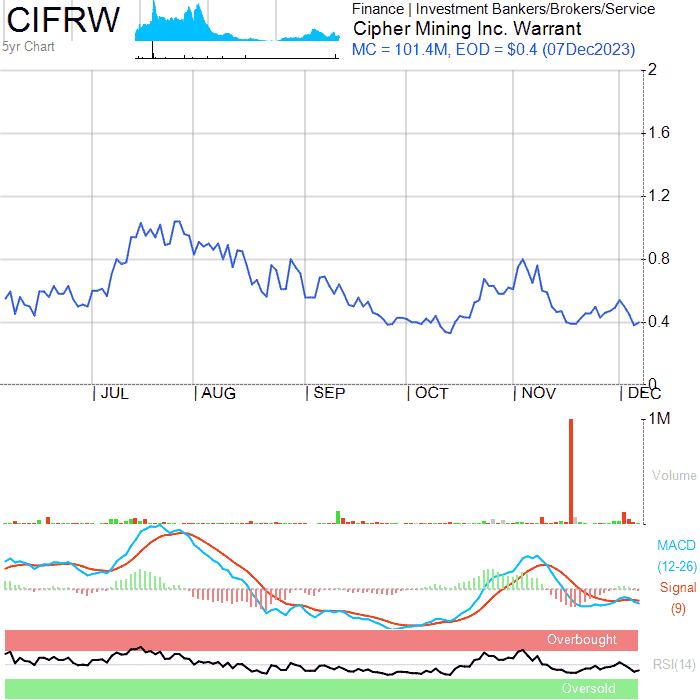 CIFRW
5yr Chart
Finance | Investment Bankers/Brokers/Service
Cipher Mining Inc. Warrant
MC = 101.4M, EOD = $0.4 (07Dec2023)
2
1.6
1.2
0.8
0.4
0
JUL AUG SEP OCT NOV DEC
1M
Volume
MACD
(12-26)
Signal
(9)
Overbought
RSI(14)
Oversold